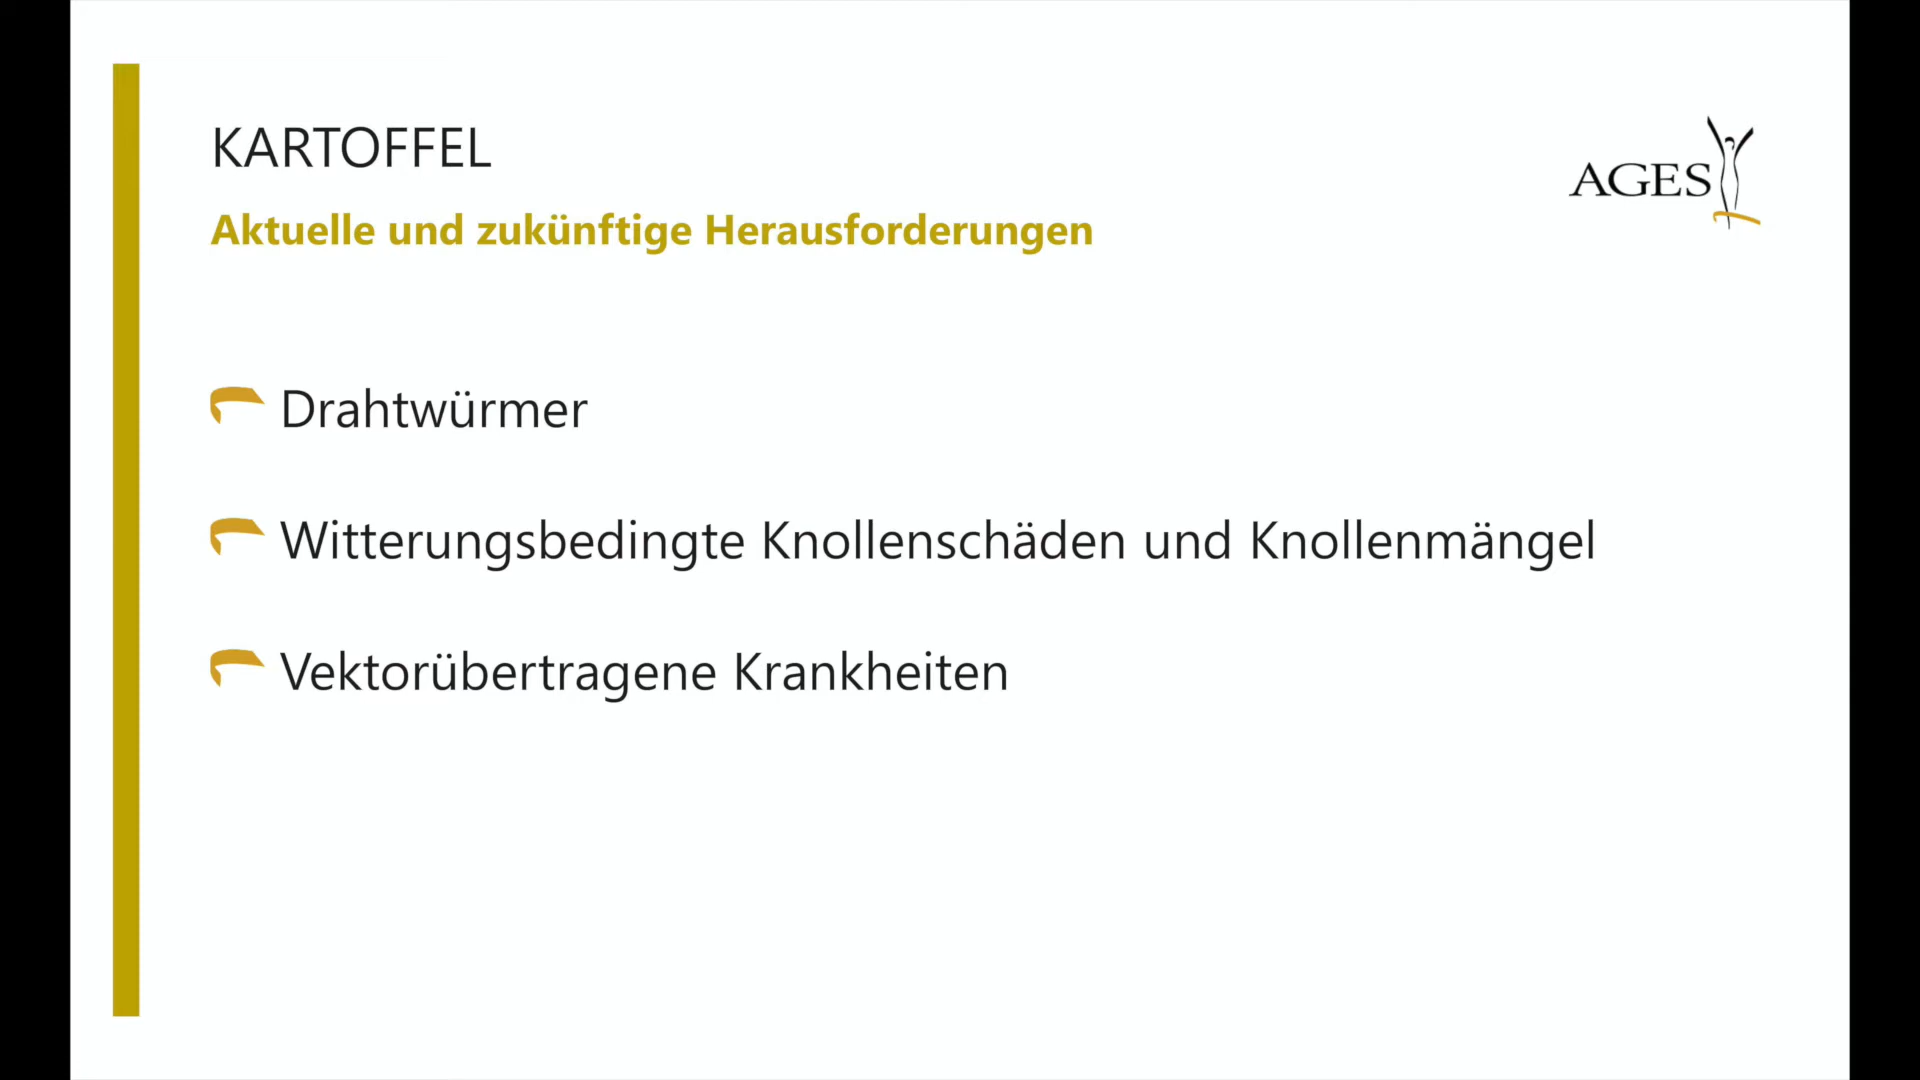 KARTOFFEL
AGES
Aktuelle und zukünftige Herausforderungen
Drahtwürmer
Witterungsbedingte Knollenschäden und Knollenmängel
Vektorübertragene Krankheiten